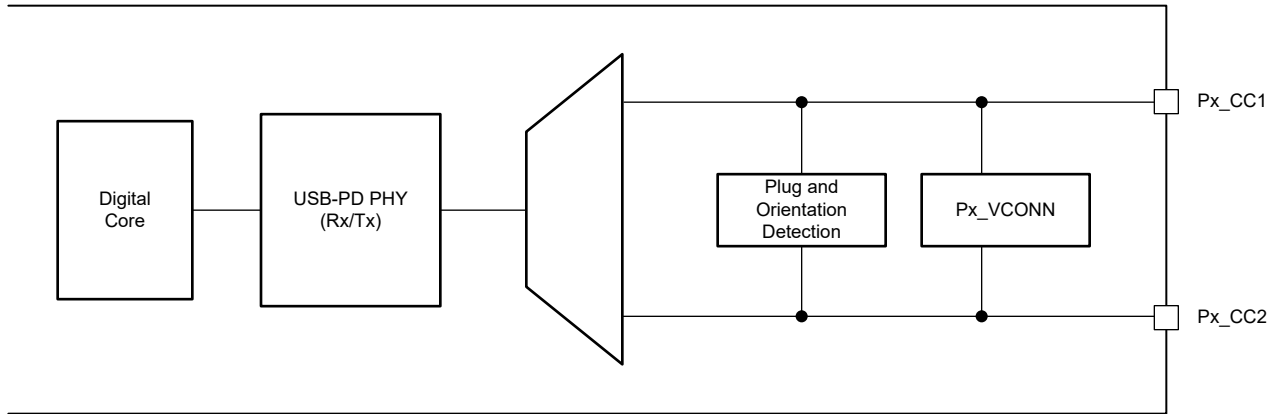 Digital
Core
USB-PD PHY
(Rx/Tx)
Plug and
Orientation
Detection
Px_VCONN
Px_CC1
Px_CC2